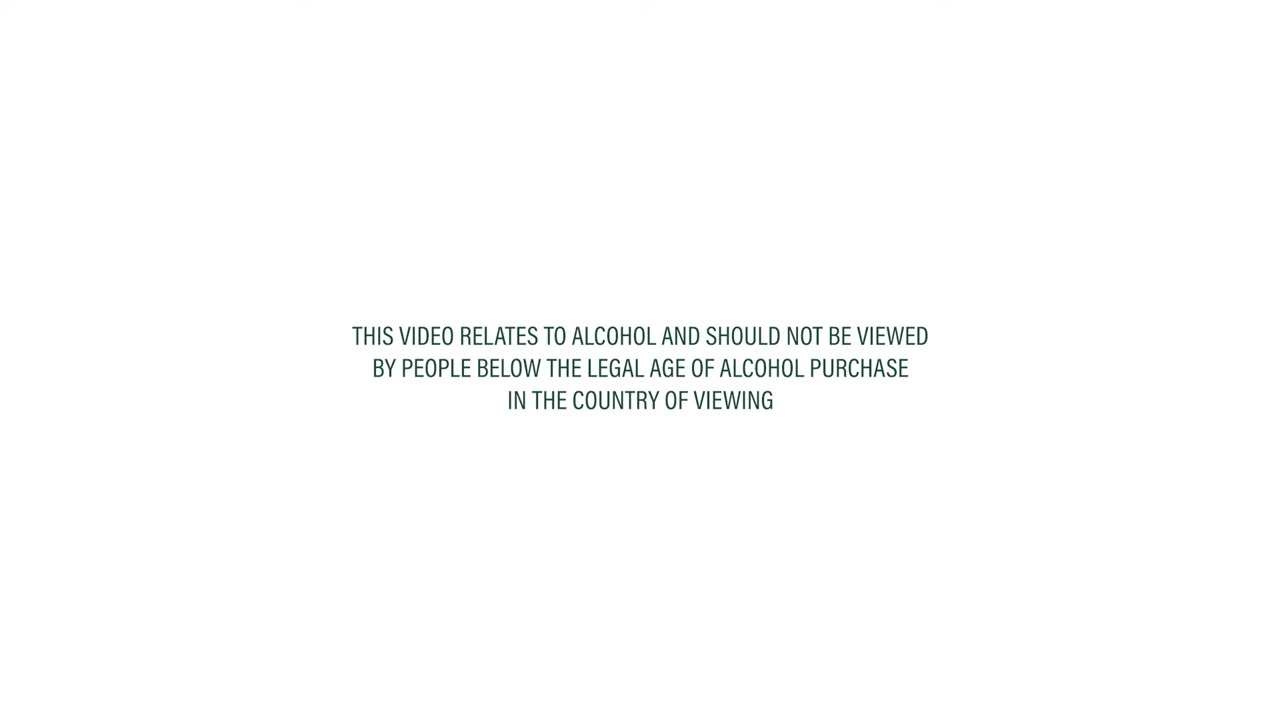 THIS VIDEO RELATES TO ALCOHOL AND SHOULD NOT BE VIEWED
BY PEOPLE BELOW THE LEGAL AGE OF ALCOHOL PURCHASE
IN THE COUNTRY OF VIEWING